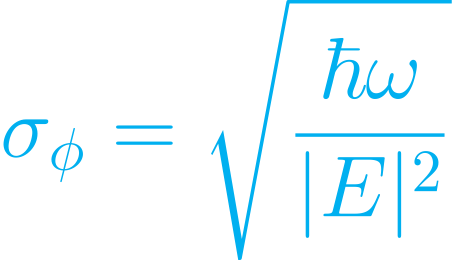 σ_ϕ = √(ħω / |E|²)